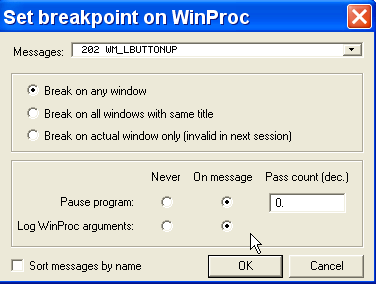 Set breakpoint on WinProc
Messages: 202 WM_LBUTTONUP
Break on any window
Break on all windows with same title
Break on actual window only (invalid in next session)
Never On message Pass count (dec.)
Pause program: 0.
Log WinProc arguments:
Sort messages by name OK Cancel